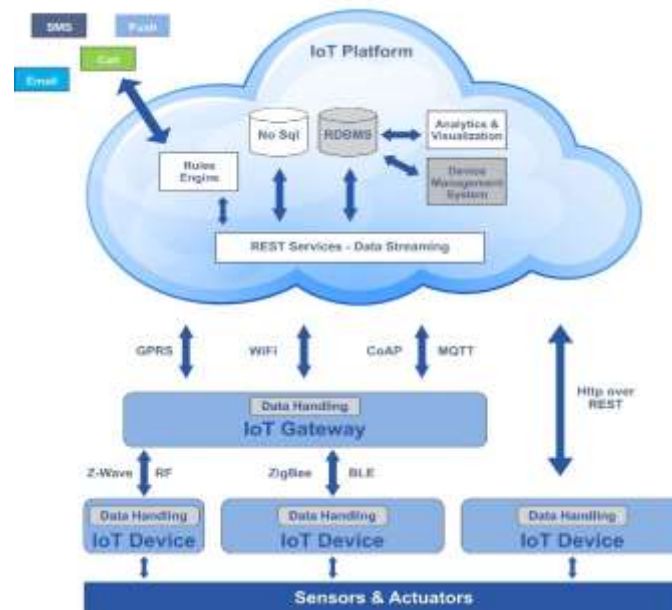 SMS
Push
Call
Email
IoT Platform
No Sql
RDBMS
Analytics &
Visualization
Rules
Engine
Device
Management
System
REST Services - Data Streaming
GPRS
WiFi
CoAP
MQTT
Http over
REST
Data Handling
IoT Gateway
Z-Wave
RF
ZigBee
BLE
Data Handling
IoT Device
Data Handling
IoT Device
Data Handling
IoT Device
Sensors & Actuators